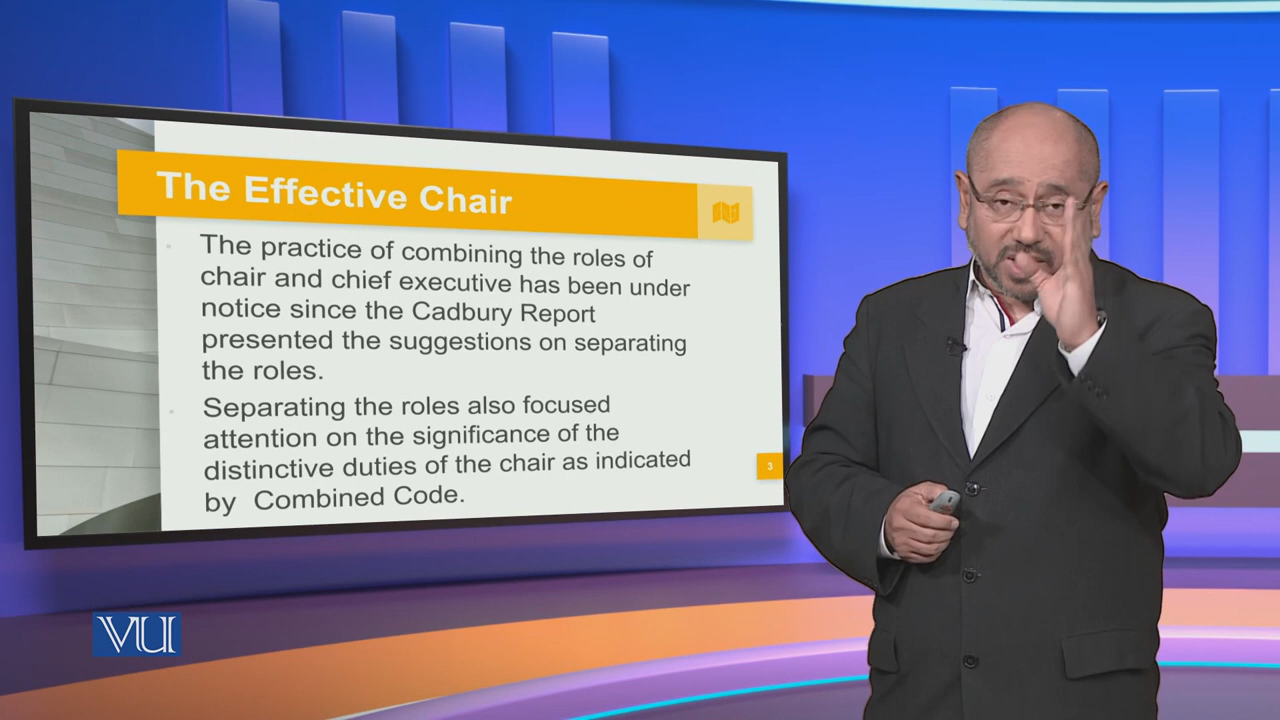 The Effective Chair
The practice of combining the roles of
chair and chief executive has been under
notice since the Cadbury Report
presented the suggestions on separating
the roles.
Separating the roles also focused
attention on the significance of the
distinctive duties of the chair as indicated
by Combined Code.
3
VU